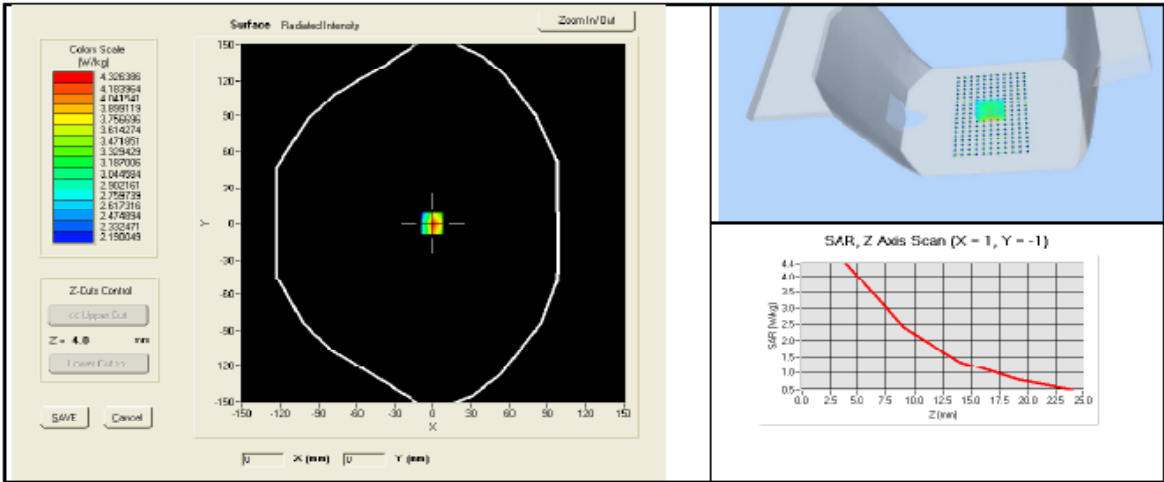 Surface Radiated Intensity
Zoom In/Out
Colors Scale
(W/kg)
4.326386
4.183964
4.041541
3.899119
3.756696
3.614274
3.471851
3.329429
3.187006
3.044584
2.902161
2.759739
2.617316
2.474894
2.332471
2.190049
Z-Cuts Control
<< Upper Cut
Z = 4.0 mm
Lower Cut >>
SAVE Cancel
150
120
90
60
30
0
-30
-60
-90
-120
-150
Y
-150 -120 -90 -60 -30 0 30 60 90 120 150
X
0 X (mm) 0 Y (mm)
SAR, Z Axis Scan (X = 1, Y = -1)
SAR (W/kg)
4.4
4.0
3.5
3.0
2.5
2.0
1.5
1.0
0.5
0.0 2.5 5.0 7.5 10.0 12.5 15.0 17.5 20.0 22.5 25.0
Z (mm)